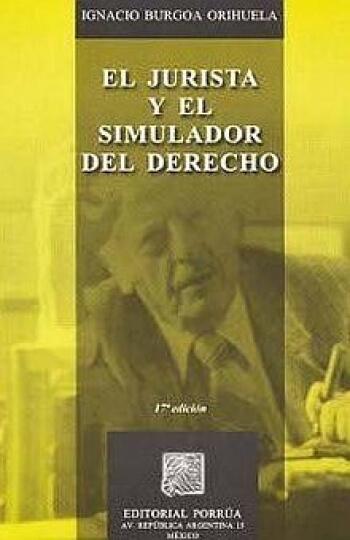 IGNACIO BURGOA ORIHUELA
EL JURISTA
Y EL
SIMULADOR
DEL DERECHO
17ª edición
EDITORIAL PORRÚA
AV. REPÚBLICA ARGENTINA 15
MÉXICO